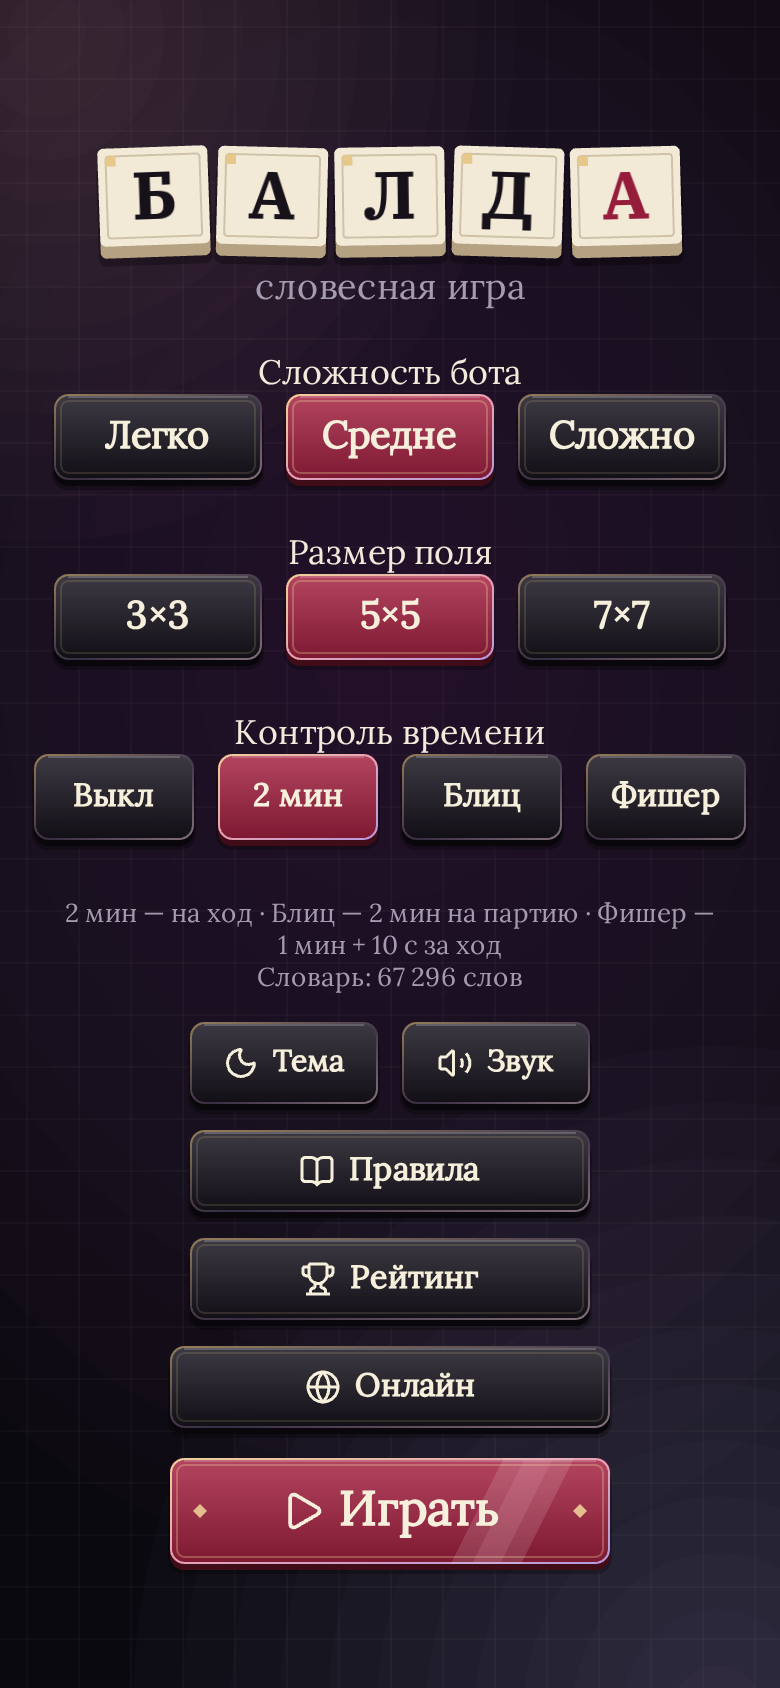 БАЛДА
словесная игра
Сложность бота
Легко Средне Сложно
Размер поля
3×3 5×5 7×7
Контроль времени
Выкл 2 мин Блиц Фишер
2 мин — на ход · Блиц — 2 мин на партию · Фишер —
1 мин + 10 с за ход
Словарь: 67 296 слов
Тема Звук
Правила
Рейтинг
Онлайн
Играть